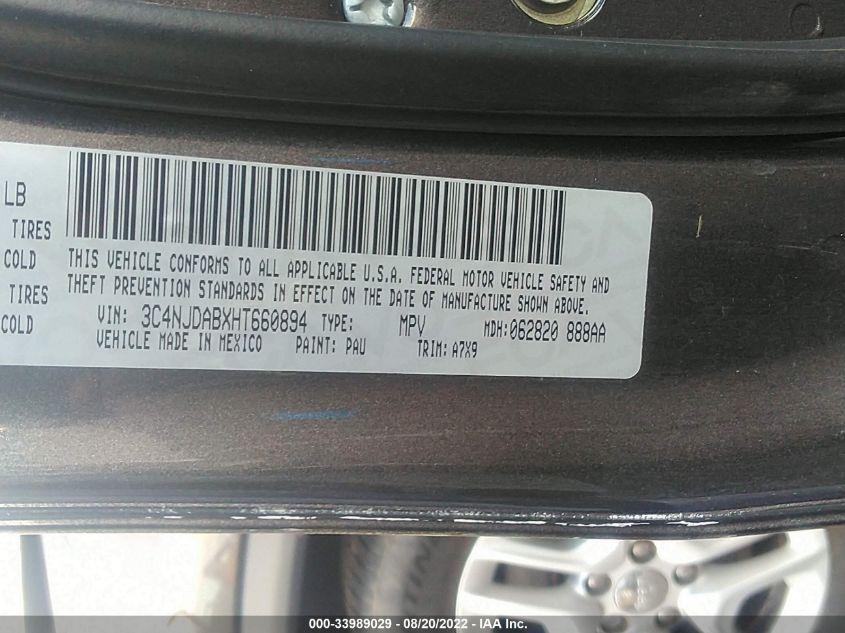 LB
TIRES
COLD
TIRES
COLD
THIS VEHICLE CONFORMS TO ALL APPLICABLE U.S.A. FEDERAL MOTOR VEHICLE SAFETY AND
THEFT PREVENTION STANDARDS IN EFFECT ON THE DATE OF MANUFACTURE SHOWN ABOVE.
VIN: 3C4NJDABXHT660894 TYPE: MPV MDH:062820 888AA
VEHICLE MADE IN MEXICO PAINT: PAU TRIM: A7X9
000-33989029 - 08/20/2022 - IAA Inc.